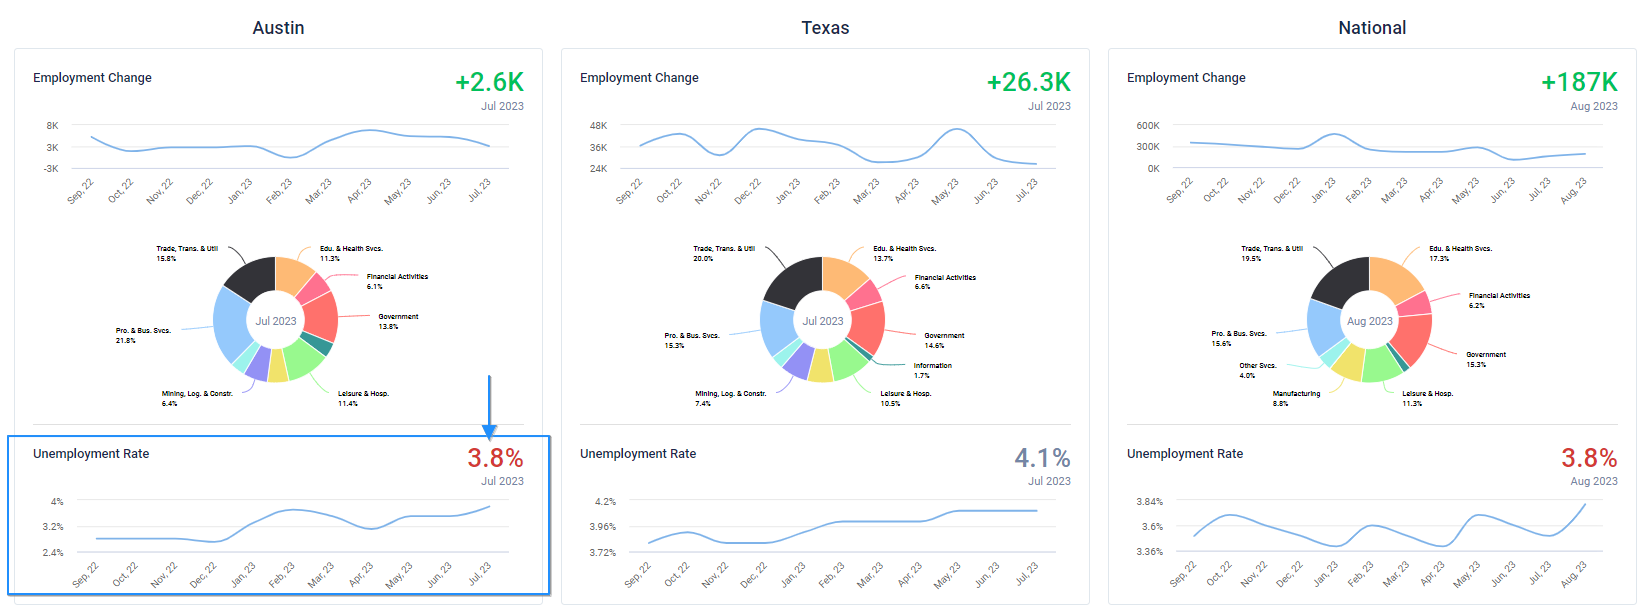 Austin
Employment Change
+2.6K
Jul 2023
8K
3K
-3K
Sep, 22
Oct, 22
Nov, 22
Dec, 22
Jan, 23
Feb, 23
Mar, 23
Apr, 23
May, 23
Jun, 23
Jul, 23
Trade, Trans. & Util
15.8%
Edu. & Health Svcs.
11.3%
Financial Activities
6.1%
Government
13.8%
Jul 2023
Pro. & Bus. Svcs.
21.8%
Mining, Log. & Constr.
6.4%
Leisure & Hosp.
11.4%
Unemployment Rate
3.8%
Jul 2023
4%
3.2%
2.4%
Sep, 22
Oct, 22
Nov, 22
Dec, 22
Jan, 23
Feb, 23
Mar, 23
Apr, 23
May, 23
Jun, 23
Jul, 23
Texas
Employment Change
+26.3K
Jul 2023
48K
36K
24K
Sep, 22
Oct, 22
Nov, 22
Dec, 22
Jan, 23
Feb, 23
Mar, 23
Apr, 23
May, 23
Jun, 23
Jul, 23
Trade, Trans. & Util
20.0%
Edu. & Health Svcs.
13.7%
Financial Activities
6.6%
Jul 2023
Pro. & Bus. Svcs.
15.3%
Government
14.6%
Information
1.7%
Mining, Log. & Constr.
7.4%
Leisure & Hosp.
10.5%
Unemployment Rate
4.1%
Jul 2023
4.2%
3.96%
3.72%
Sep, 22
Oct, 22
Nov, 22
Dec, 22
Jan, 23
Feb, 23
Mar, 23
Apr, 23
May, 23
Jun, 23
Jul, 23
National
Employment Change
+187K
Aug 2023
600K
300K
0K
Sep, 22
Oct, 22
Nov, 22
Dec, 22
Jan, 23
Feb, 23
Mar, 23
Apr, 23
May, 23
Jun, 23
Jul, 23
Aug, 23
Trade, Trans. & Util
19.5%
Edu. & Health Svcs.
17.3%
Financial Activities
6.2%
Aug 2023
Pro. & Bus. Svcs.
15.6%
Government
15.3%
Other Svcs.
4.0%
Manufacturing
8.8%
Leisure & Hosp.
11.3%
Unemployment Rate
3.8%
Aug 2023
3.84%
3.6%
3.36%
Sep, 22
Oct, 22
Nov, 22
Dec, 22
Jan, 23
Feb, 23
Mar, 23
Apr, 23
May, 23
Jun, 23
Jul, 23
Aug, 23